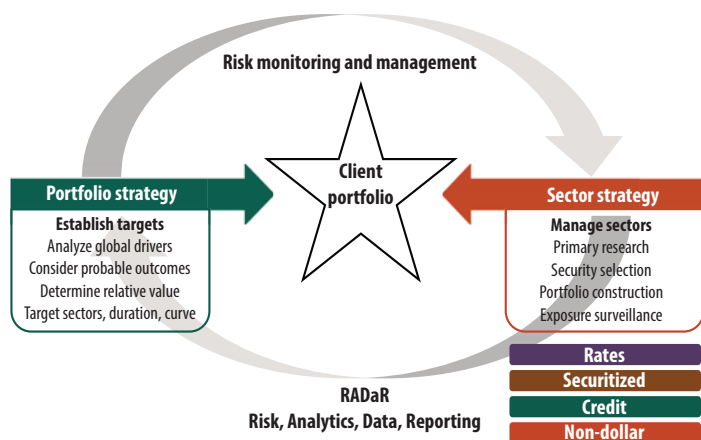 Risk monitoring and management
Client
portfolio
Portfolio strategy
Establish targets
Analyze global drivers
Consider probable outcomes
Determine relative value
Target sectors, duration, curve
Sector strategy
Manage sectors
Primary research
Security selection
Portfolio construction
Exposure surveillance
Rates
Securitized
Credit
Non-dollar
RADaR
Risk, Analytics, Data, Reporting